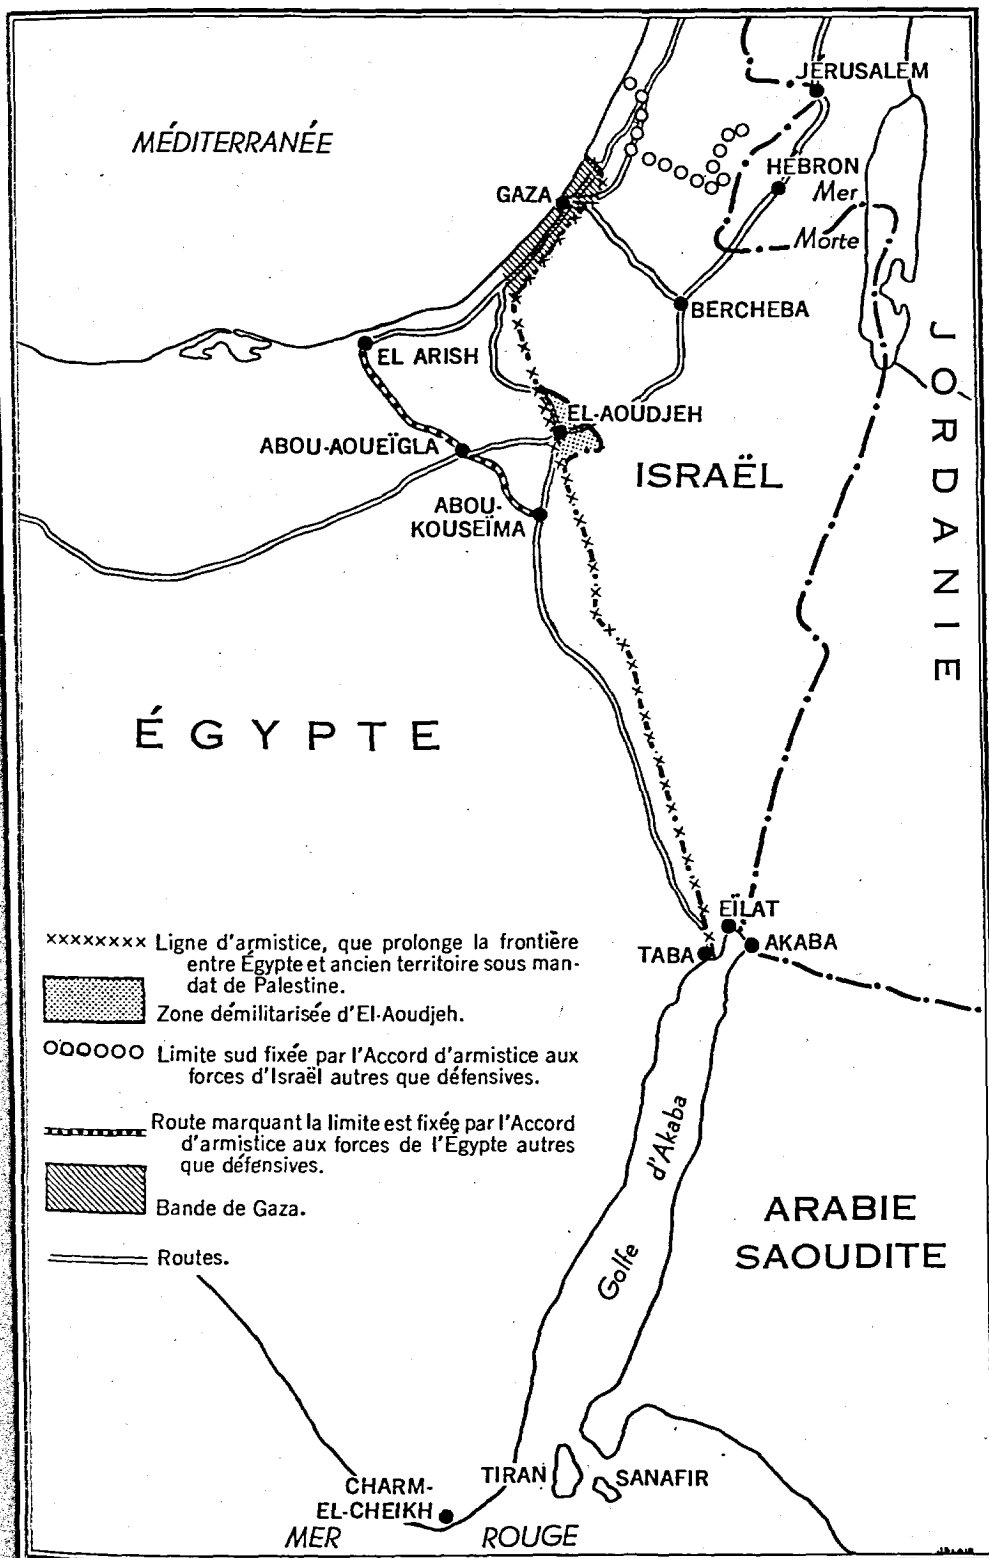 JÉRUSALEM
MÉDITERRANÉE
HÉBRON
GAZA
Mer
Morte
BERCHEBA
EL ARISH
JORDANIE
EL-AOUDJEH
ABOU-AOUEÏGLA
ISRAËL
ABOU-
KOUSEÏMA
ÉGYPTE
EÏLAT
TABA
AKABA
Ligne d'armistice, que prolonge la frontière
entre Égypte et ancien territoire sous man-
dat de Palestine.
Zone démilitarisée d'El-Aoudjeh.
Limite sud fixée par l'Accord d'armistice aux
forces d'Israël autres que défensives.
Route marquant la limite est fixée par l'Accord
d'armistice aux forces de l'Égypte autres
que défensives.
Bande de Gaza.
Routes.
Golfe d'Akaba
ARABIE
SAOUDITE
TIRAN
SANAFIR
CHARM-
EL-CHEIKH
MER ROUGE